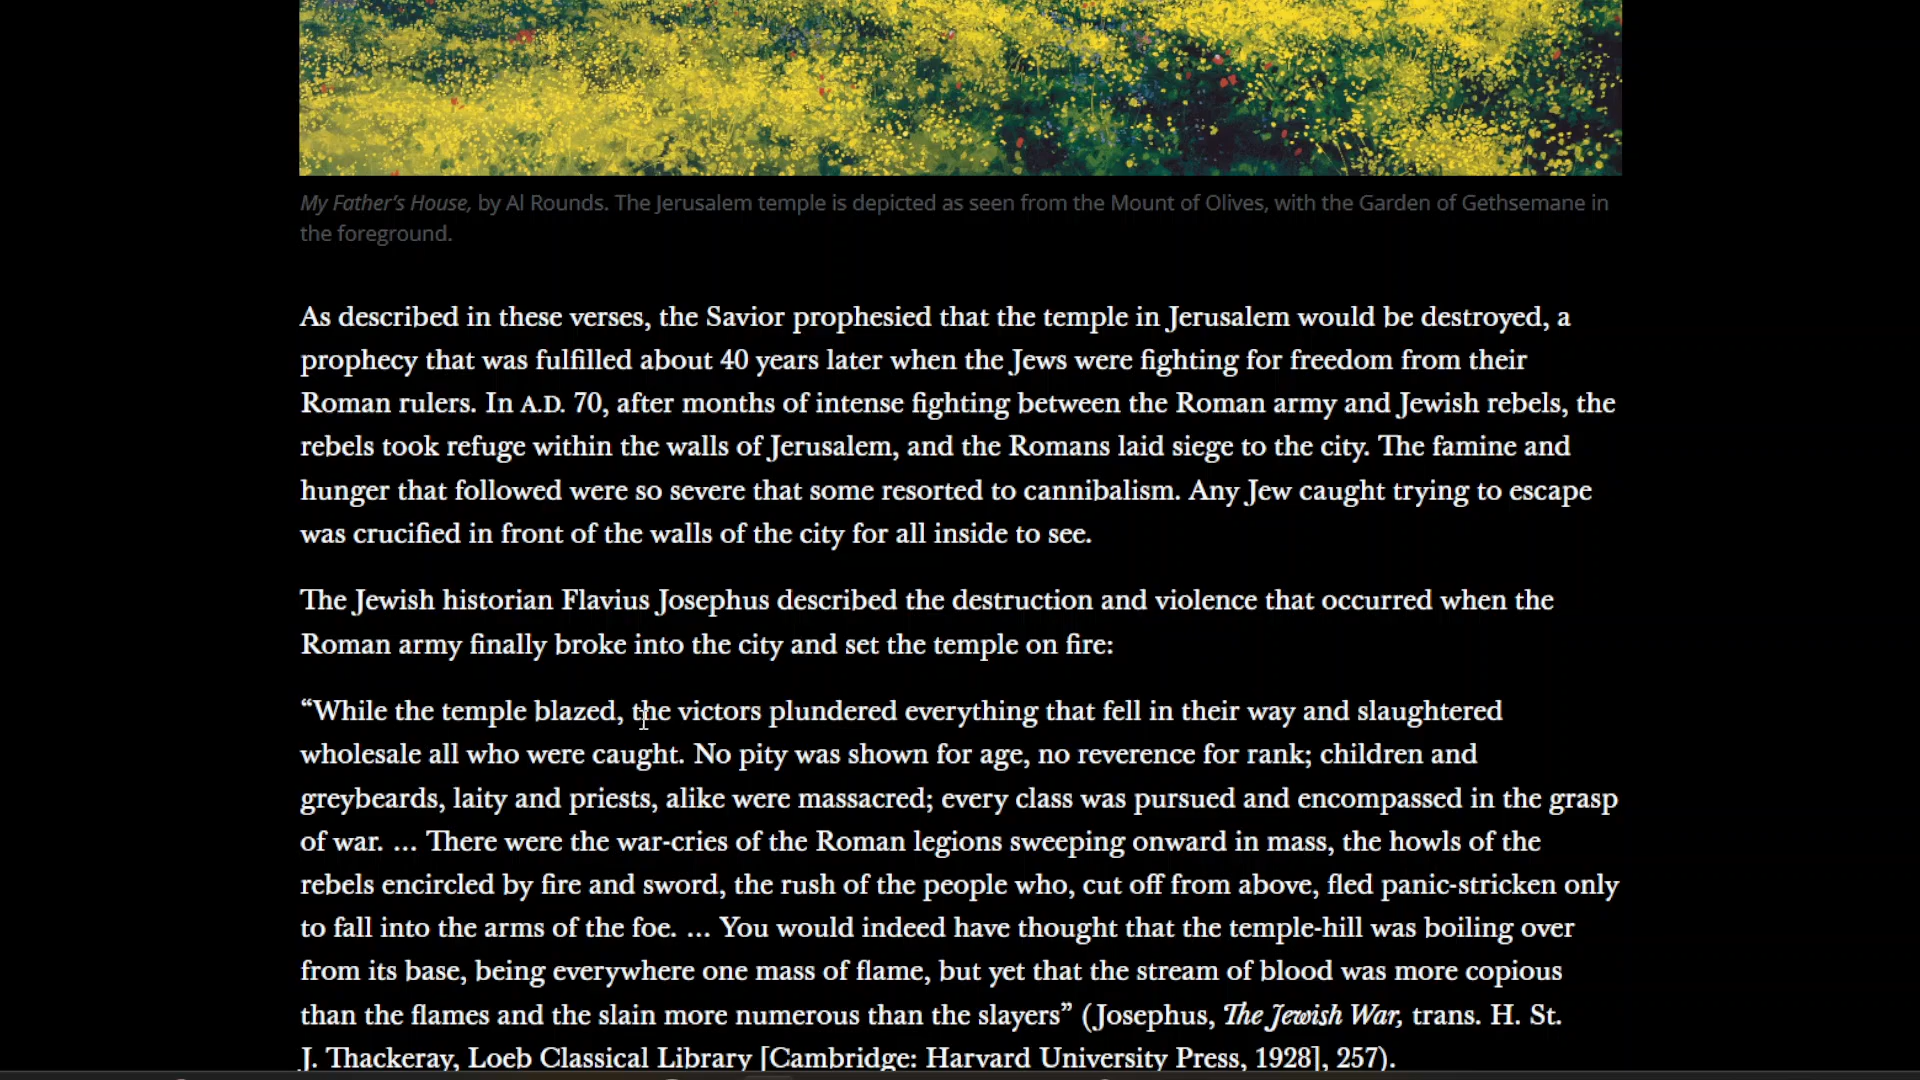 My Father's House, by Al Rounds. The Jerusalem temple is depicted as seen from the Mount of Olives, with the Garden of Gethsemane in
the foreground.
As described in these verses, the Savior prophesied that the temple in Jerusalem would be destroyed, a
prophecy that was fulfilled about 40 years later when the Jews were fighting for freedom from their
Roman rulers. In A.D. 70, after months of intense fighting between the Roman army and Jewish rebels, the
rebels took refuge within the walls of Jerusalem, and the Romans laid siege to the city. The famine and
hunger that followed were so severe that some resorted to cannibalism. Any Jew caught trying to escape
was crucified in front of the walls of the city for all inside to see.
The Jewish historian Flavius Josephus described the destruction and violence that occurred when the
Roman army finally broke into the city and set the temple on fire:
“While the temple blazed, the victors plundered everything that fell in their way and slaughtered
wholesale all who were caught. No pity was shown for age, no reverence for rank; children and
greybeards, laity and priests, alike were massacred; every class was pursued and encompassed in the grasp
of war. … There were the war-cries of the Roman legions sweeping onward in mass, the howls of the
rebels encircled by fire and sword, the rush of the people who, cut off from above, fled panic-stricken only
to fall into the arms of the foe. … You would indeed have thought that the temple-hill was boiling over
from its base, being everywhere one mass of flame, but yet that the stream of blood was more copious
than the flames and the slain more numerous than the slayers” (Josephus, The Jewish War, trans. H. St.
J. Thackeray, Loeb Classical Library [Cambridge: Harvard University Press, 1928], 257).